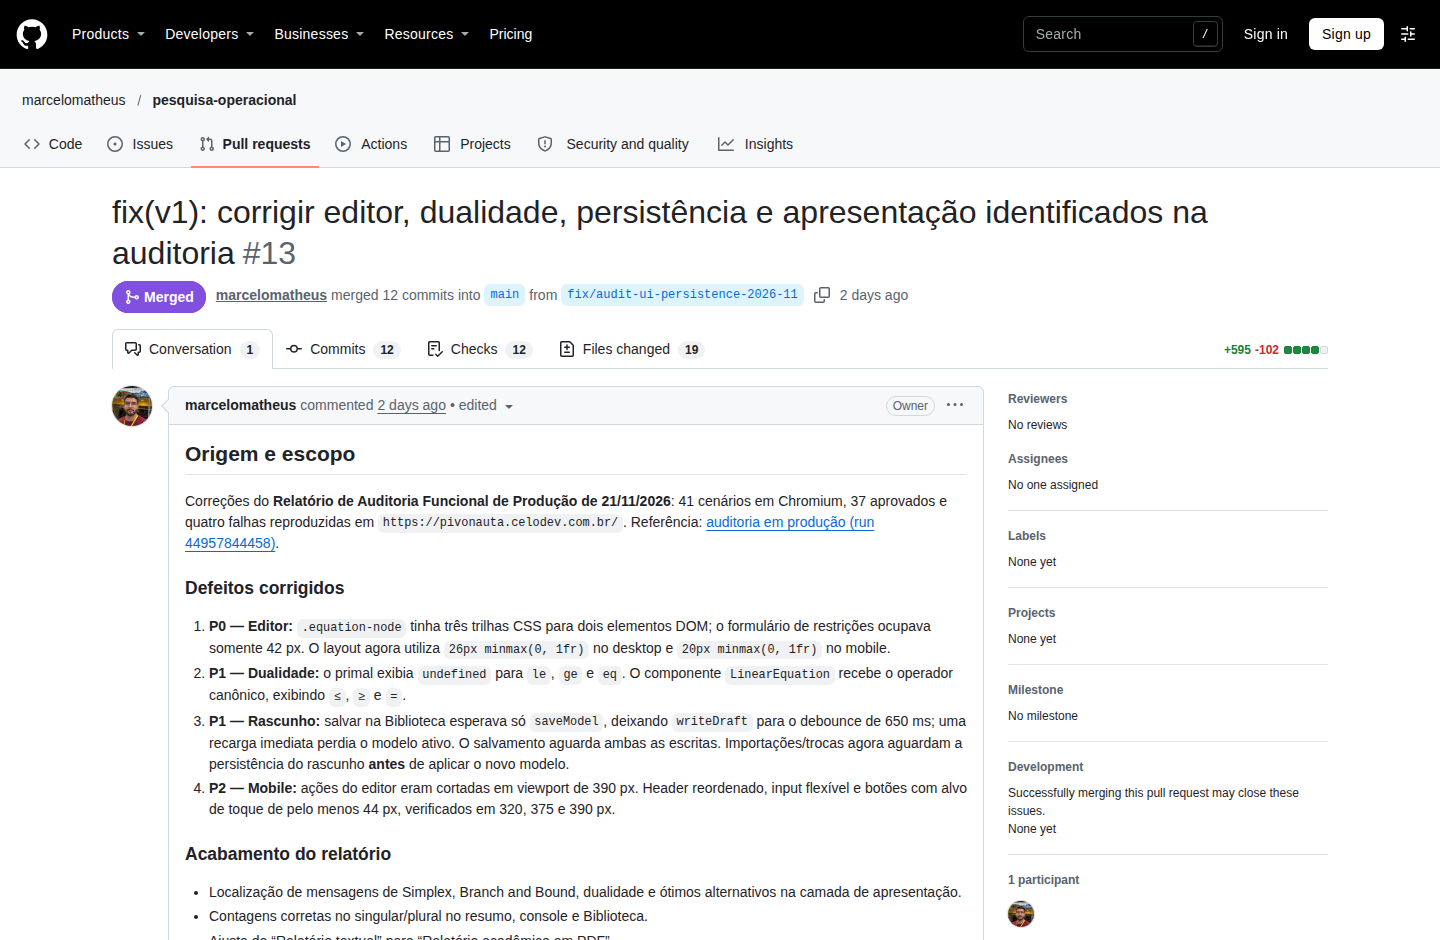 Products Developers Businesses Resources Pricing Search / Sign in Sign up
marcelomatheus / pesquisa-operacional
Code Issues Pull requests Actions Projects Security and quality Insights
fix(v1): corrigir editor, dualidade, persistência e apresentação identificados na
auditoria #13
Merged marcelomatheus merged 12 commits into main from fix/audit-ui-persistence-2026-11 2 days ago
Conversation 1 Commits 12 Checks 12 Files changed 19 +595 -102
marcelomatheus commented 2 days ago • edited Owner
Origem e escopo
Correções do Relatório de Auditoria Funcional de Produção de 21/11/2026: 41 cenários em Chromium, 37 aprovados e
quatro falhas reproduzidas em https://pivonauta.celodev.com.br/. Referência: auditoria em produção (run
44957844458).
Defeitos corrigidos
1. P0 — Editor: .equation-node tinha três trilhas CSS para dois elementos DOM; o formulário de restrições ocupava
somente 42 px. O layout agora utiliza 26px minmax(0, 1fr) no desktop e 20px minmax(0, 1fr) no mobile.
2. P1 — Dualidade: o primal exibia undefined para le, ge e eq. O componente LinearEquation recebe o operador
canônico, exibindo ≤, ≥ e =.
3. P1 — Rascunho: salvar na Biblioteca esperava só saveModel, deixando writeDraft para o debounce de 650 ms; uma
recarga imediata perdia o modelo ativo. O salvamento aguarda ambas as escritas. Importações/trocas agora aguardam a
persistência do rascunho antes de aplicar o novo modelo.
4. P2 — Mobile: ações do editor eram cortadas em viewport de 390 px. Header reordenado, input flexível e botões com alvo
de toque de pelo menos 44 px, verificados em 320, 375 e 390 px.
Acabamento do relatório
• Localização de mensagens de Simplex, Branch and Bound, dualidade e ótimos alternativos na camada de apresentação.
• Contagens corretas no singular/plural no resumo, console e Biblioteca.
• Ajuste de “Relatório textual” para “Relatório acadêmico em PDF”.
Reviewers
No reviews
Assignees
No one assigned
Labels
None yet
Projects
None yet
Milestone
No milestone
Development
Successfully merging this pull request may close these
issues.
None yet
1 participant